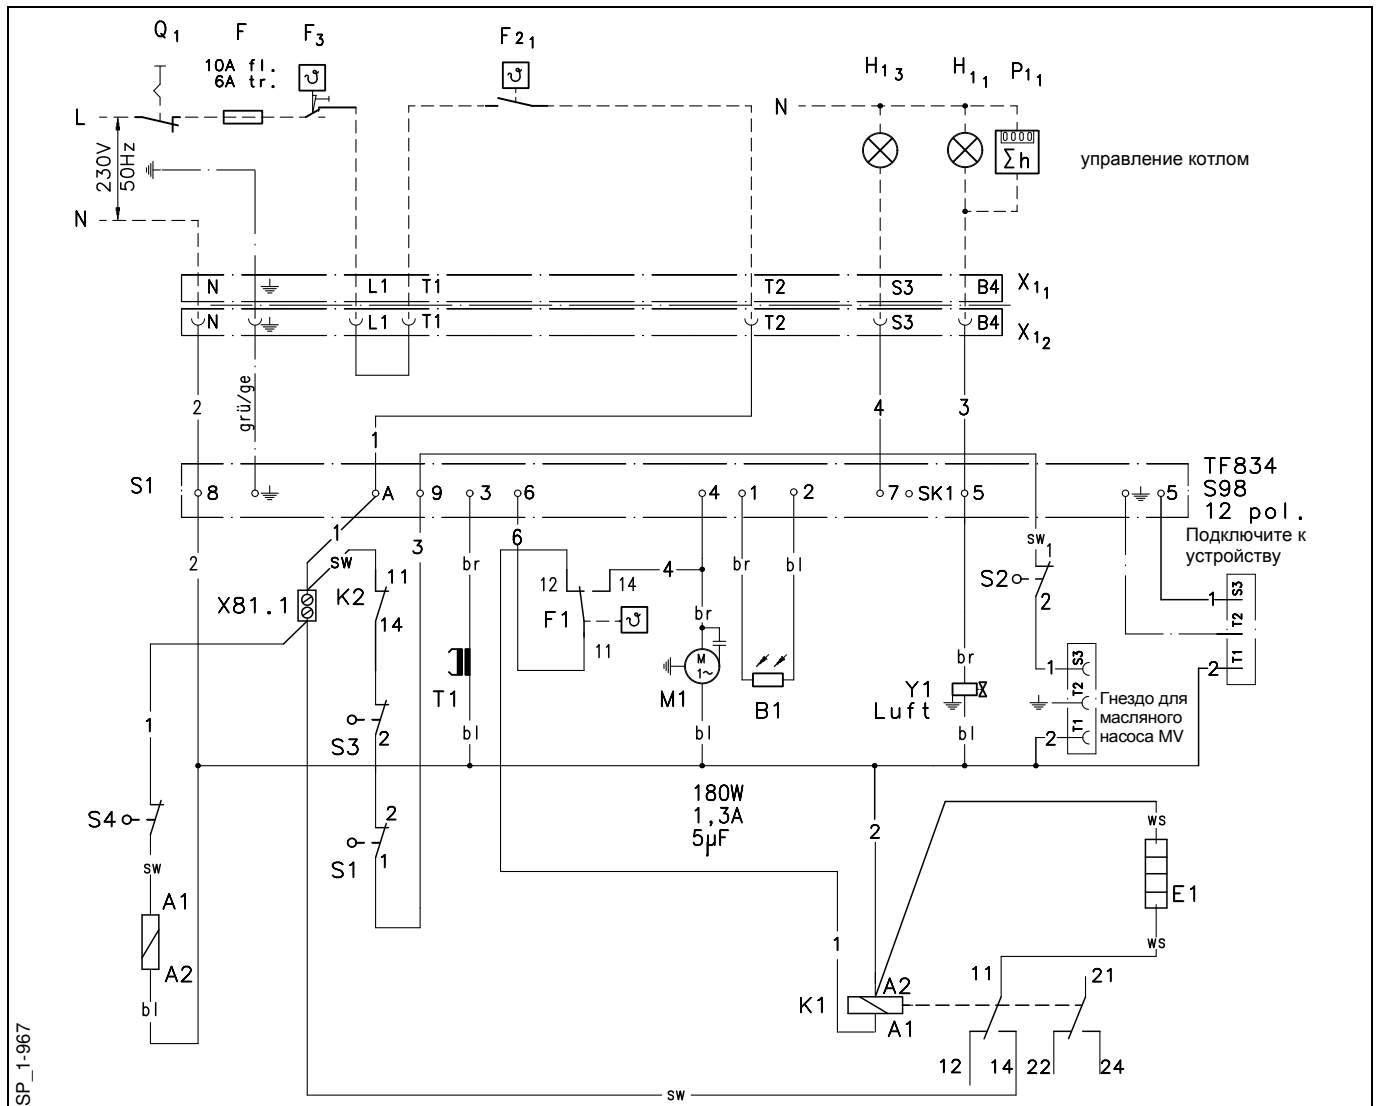 Q1 F F3 F21 H13 H11 P11
10A fl.
6A tr.
ϑ ϑ
L N
230V
50Hz
N
0000
Σh
управление котлом
N L1 T1 T2 S3 B4 X11
N L1 T1 T2 S3 B4 X12
2 grü/ge 1 4 3
S1 8 A 9 3 6 4 1 2 7 SK1 5 5
TF834
S98
12 pol.
Подключите к
устройству
2 1 sw 3 br 6 4 br bl sw 1
X81.1 K2 11 14
12 14 F1 ϑ 11
br
S2 2
1 S3
T2
2 T1
T1 M 1~ M1 B1
br Y1
Luft
1 S3
T2
2 T1
Гнездо для
масляного
насоса MV
1 S3 2 bl bl bl
180W
1,3A
5µF
S4 sw
S1 2 1
2
ws
E1
ws
A1
A2
bl
1
K1 A2
A1
11 21
12 14 22 24
sw
SP_1-967